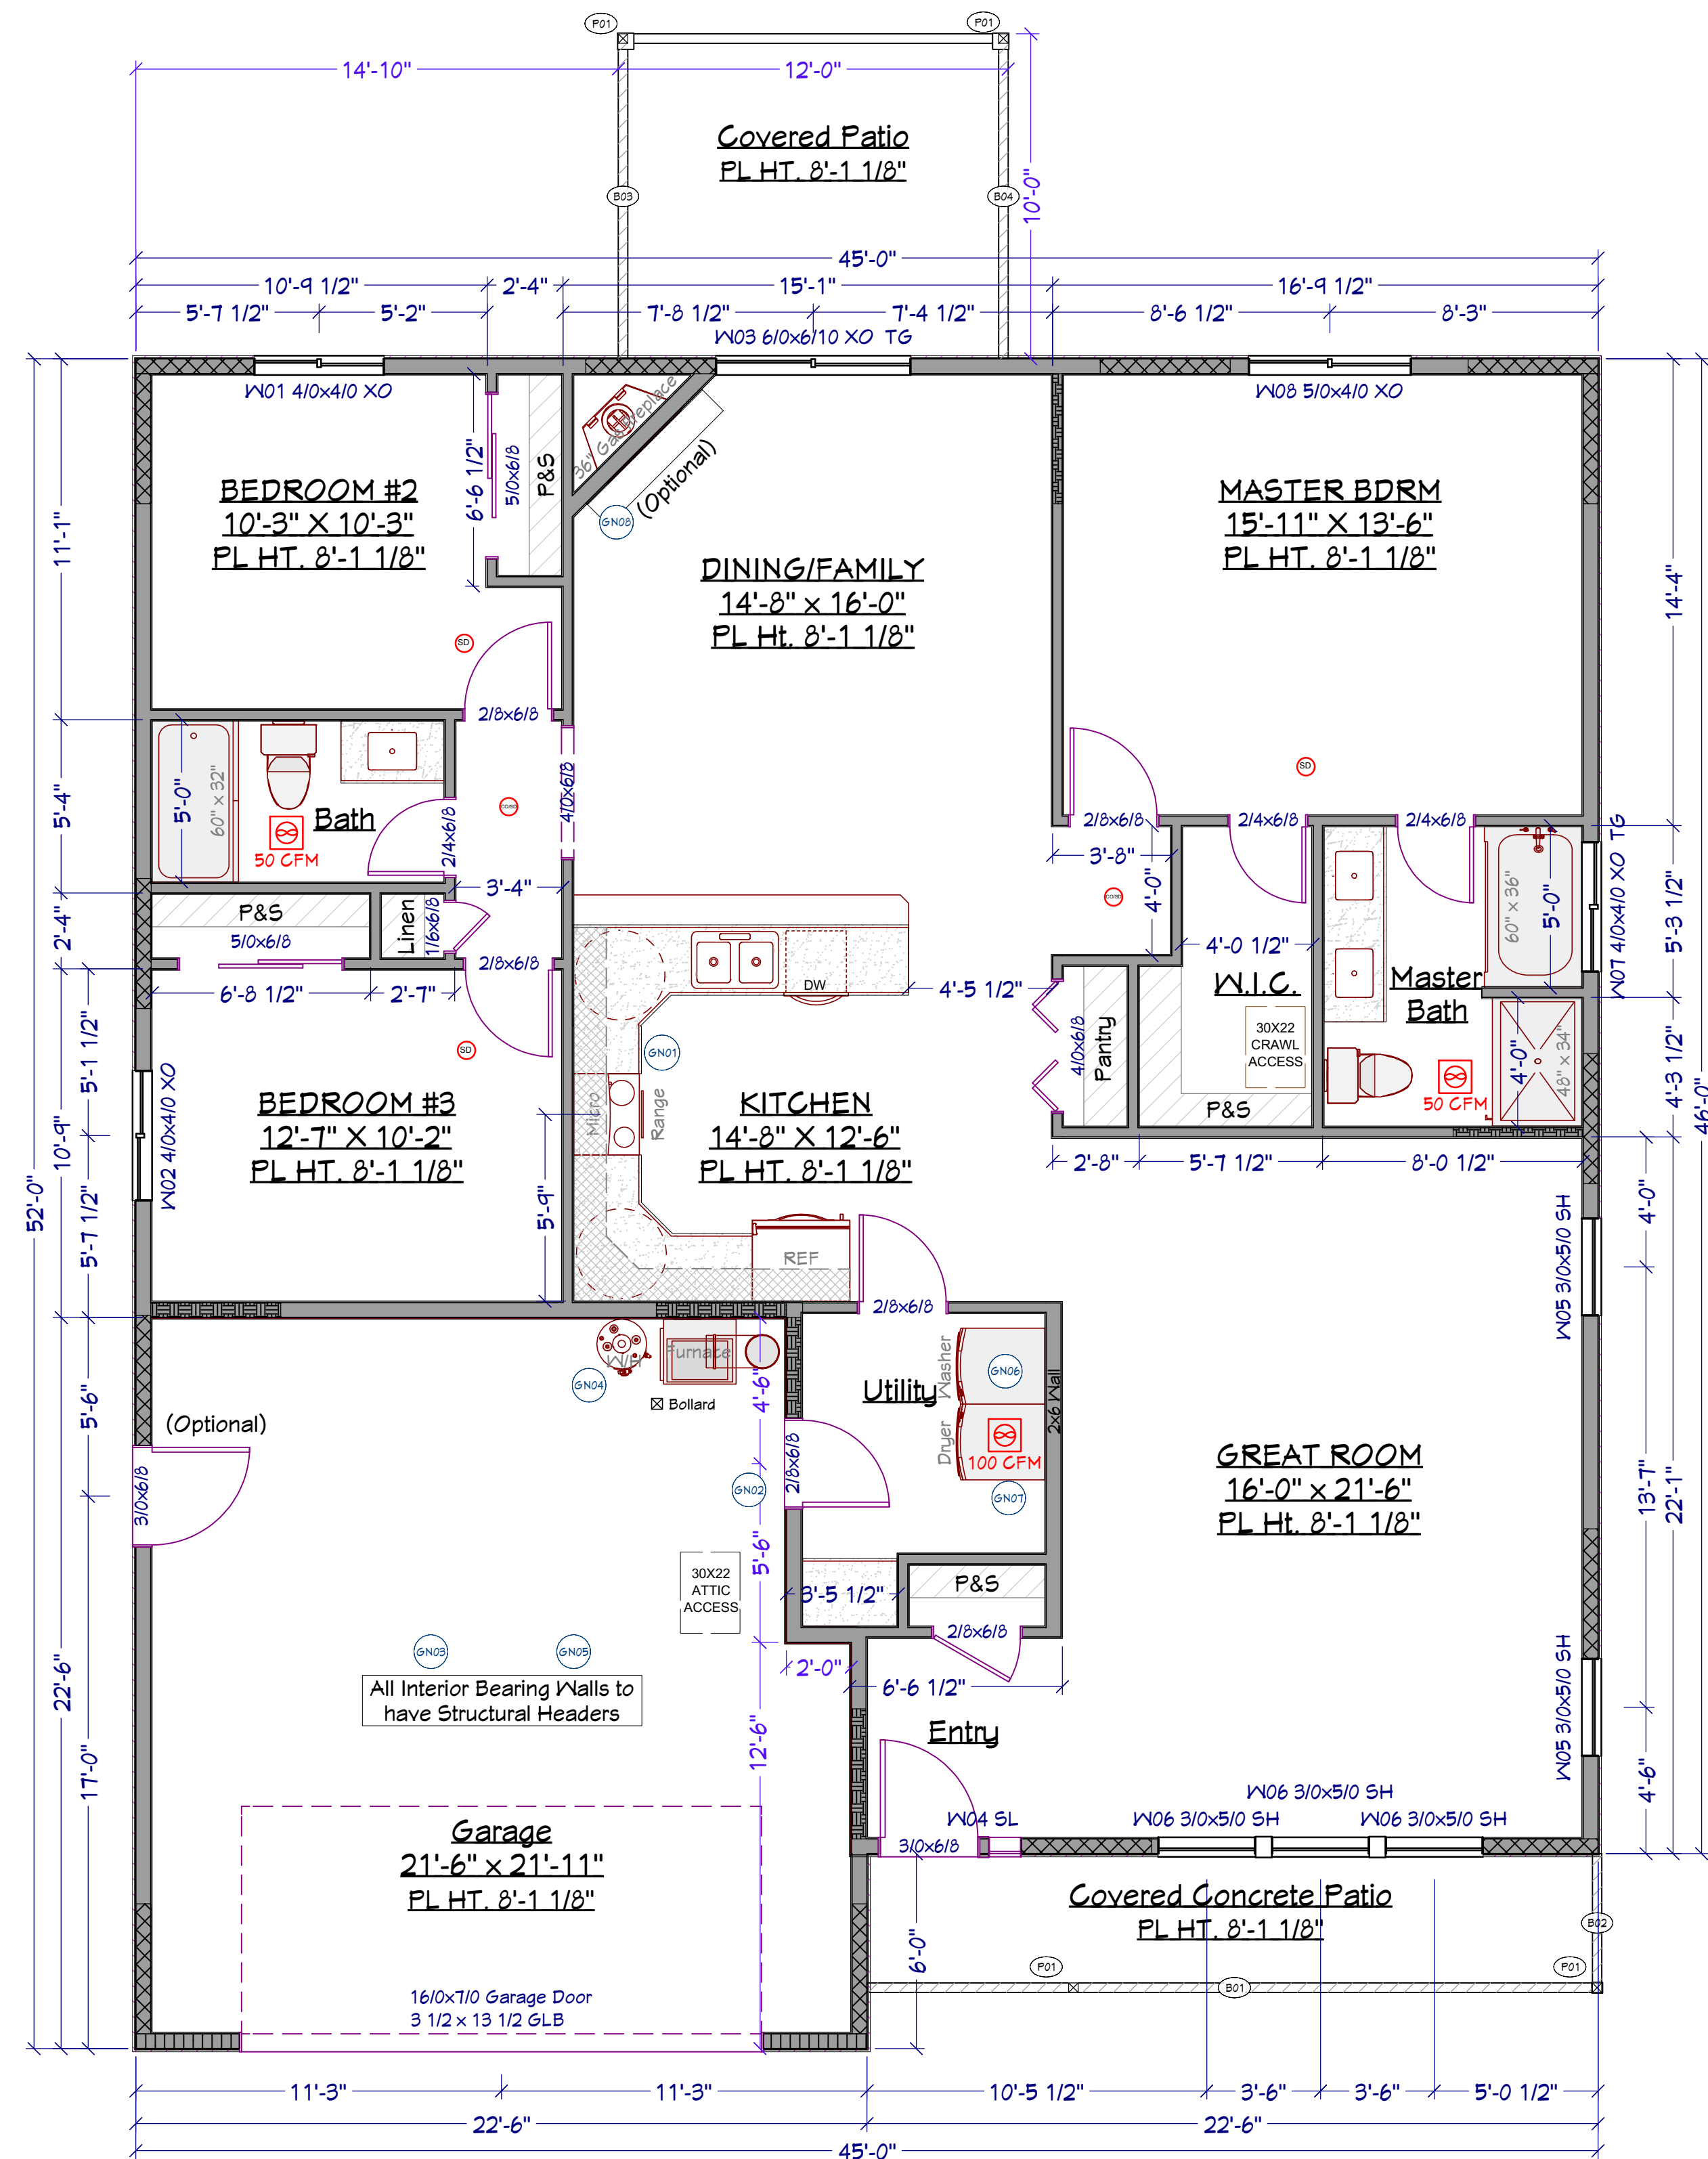 P01
P01
14'-10"
12'-0"
Covered Patio
PL HT. 8'-1 1/8"
B03
B04
10'-0"
45'-0"
10'-9 1/2"
2'-4"
15'-1"
16'-9 1/2"
5'-7 1/2"
5'-2"
7'-8 1/2"
7'-4 1/2"
8'-6 1/2"
8'-3"
W03 6/0x6/10 XO TG
W01 4/0x4/0 XO
W08 5/0x4/0 XO
36" Gas Fireplace
(Optional)
GN08
6'-6 1/2"
5/0x6/8
P&S
BEDROOM #2
10'-3" X 10'-3"
PL HT. 8'-1 1/8"
MASTER BDRM
15'-11" X 13'-6"
PL HT. 8'-1 1/8"
DINING/FAMILY
14'-8" x 16'-0"
PL Ht. 8'-1 1/8"
11'-1"
14'-4"
SD
2/8x6/8
SD
5'-0"
60" x 32"
Bath
50 CFM
2/4x6/8
CO/SD
4/0x6/8
5'-4"
2/8x6/8
2/4x6/8
2/4x6/8
3'-8"
4'-0"
CO/SD
W07 4/0x4/0 XO TG
60" x 36"
5'-0"
5'-3 1/2"
3'-4"
P&S
5/0x6/8
Linen
1/6x6/8
2'-4"
2/8x6/8
4'-0 1/2"
W.I.C.
Master
Bath
6'-8 1/2"
2'-7"
DW
4'-5 1/2"
4/0x6/8
Pantry
30X22
CRAWL
ACCESS
P&S
50 CFM
4'-0"
48" x 34"
4'-3 1/2"
46'-0"
SD
GN01
5'-1 1/2"
W02 4/0x4/0 XO
BEDROOM #3
12'-7" X 10'-2"
PL HT. 8'-1 1/8"
Micro
Range
KITCHEN
14'-8" X 12'-6"
PL HT. 8'-1 1/8"
10'-9"
5'-7 1/2"
52'-0"
5'-9"
2'-8"
5'-7 1/2"
8'-0 1/2"
4'-0"
W05 3/0x5/0 SH
REF
2/8x6/8
W/H
Furnace
GN04
Bollard
4'-6"
Utility
Washer
GN06
Dryer
100 CFM
2x6 Wall
GN07
(Optional)
3/0x6/8
5'-6"
GN02
2/8x6/8
GREAT ROOM
16'-0" x 21'-6"
PL Ht. 8'-1 1/8"
13'-7"
22'-1"
30X22
ATTIC
ACCESS
5'-6"
3'-5 1/2"
P&S
2/8x6/8
GN03
GN05
All Interior Bearing Walls to
have Structural Headers
2'-0"
6'-6 1/2"
22'-6"
17'-0"
12'-6"
Entry
W05 3/0x5/0 SH
4'-6"
W06 3/0x5/0 SH
W04 SL
W06 3/0x5/0 SH
W06 3/0x5/0 SH
3/0x6/8
Garage
21'-6" x 21'-11"
PL HT. 8'-1 1/8"
Covered Concrete Patio
PL HT. 8'-1 1/8"
B02
6'-0"
P01
P01
B01
16/0x7/0 Garage Door
3 1/2 x 13 1/2 GLB
11'-3"
11'-3"
10'-5 1/2"
3'-6"
3'-6"
5'-0 1/2"
22'-6"
22'-6"
45'-0"